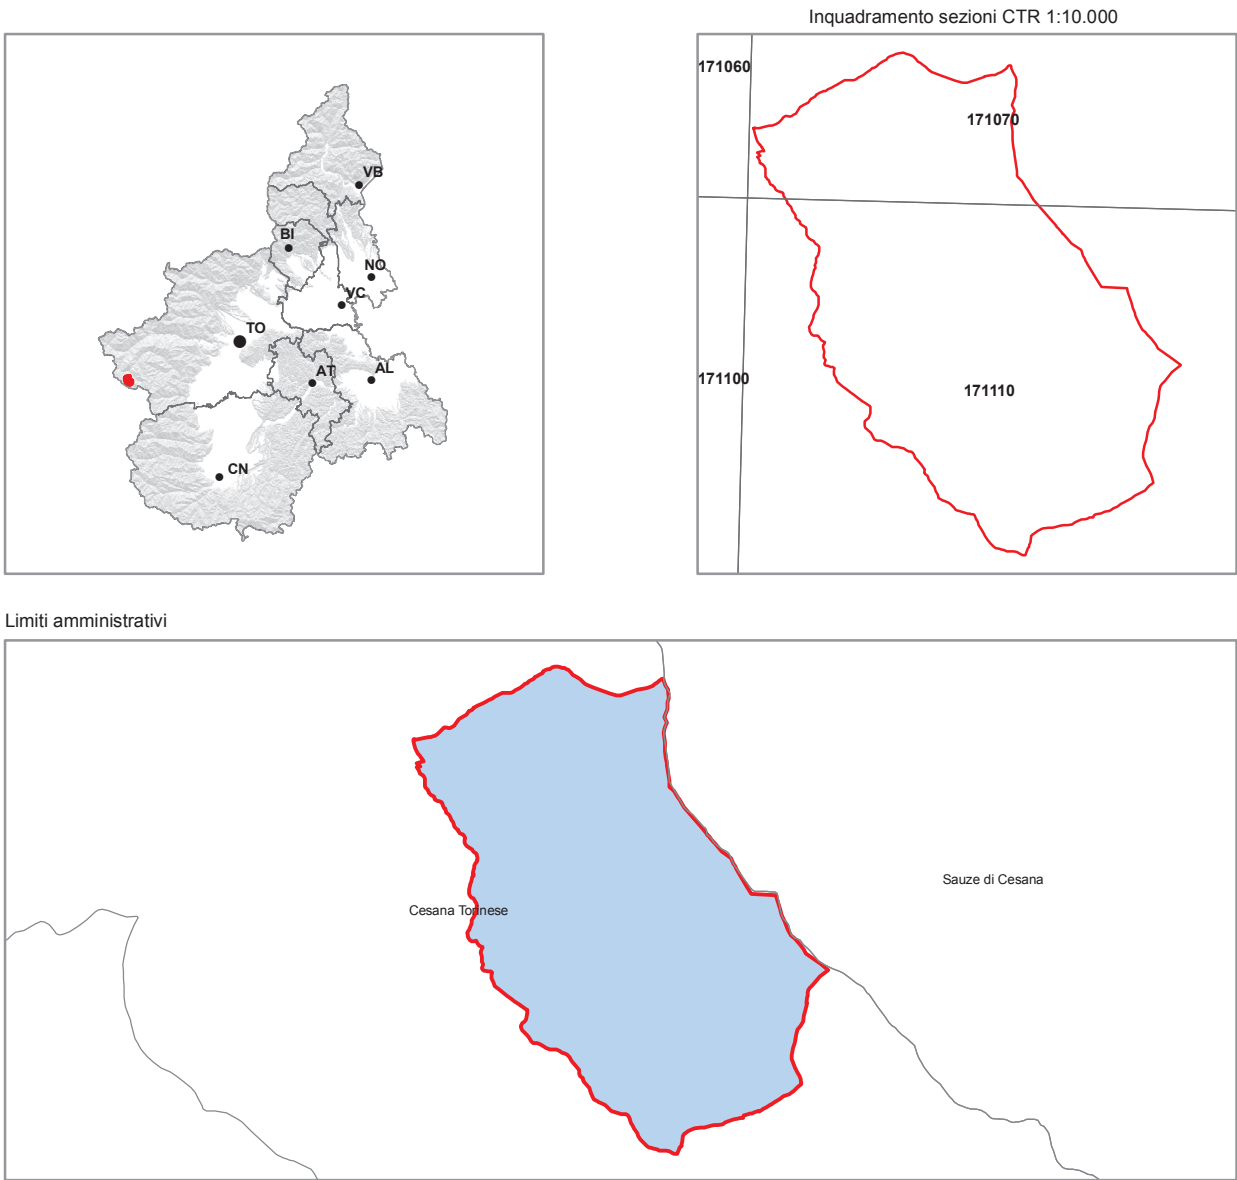 Inquadramento sezioni CTR 1:10.000
VB
BI
NO
VC
TO
AT
AL
CN
171060
171070
171100
171110
Limiti amministrativi
Sauze di Cesana
Cesana Torinese